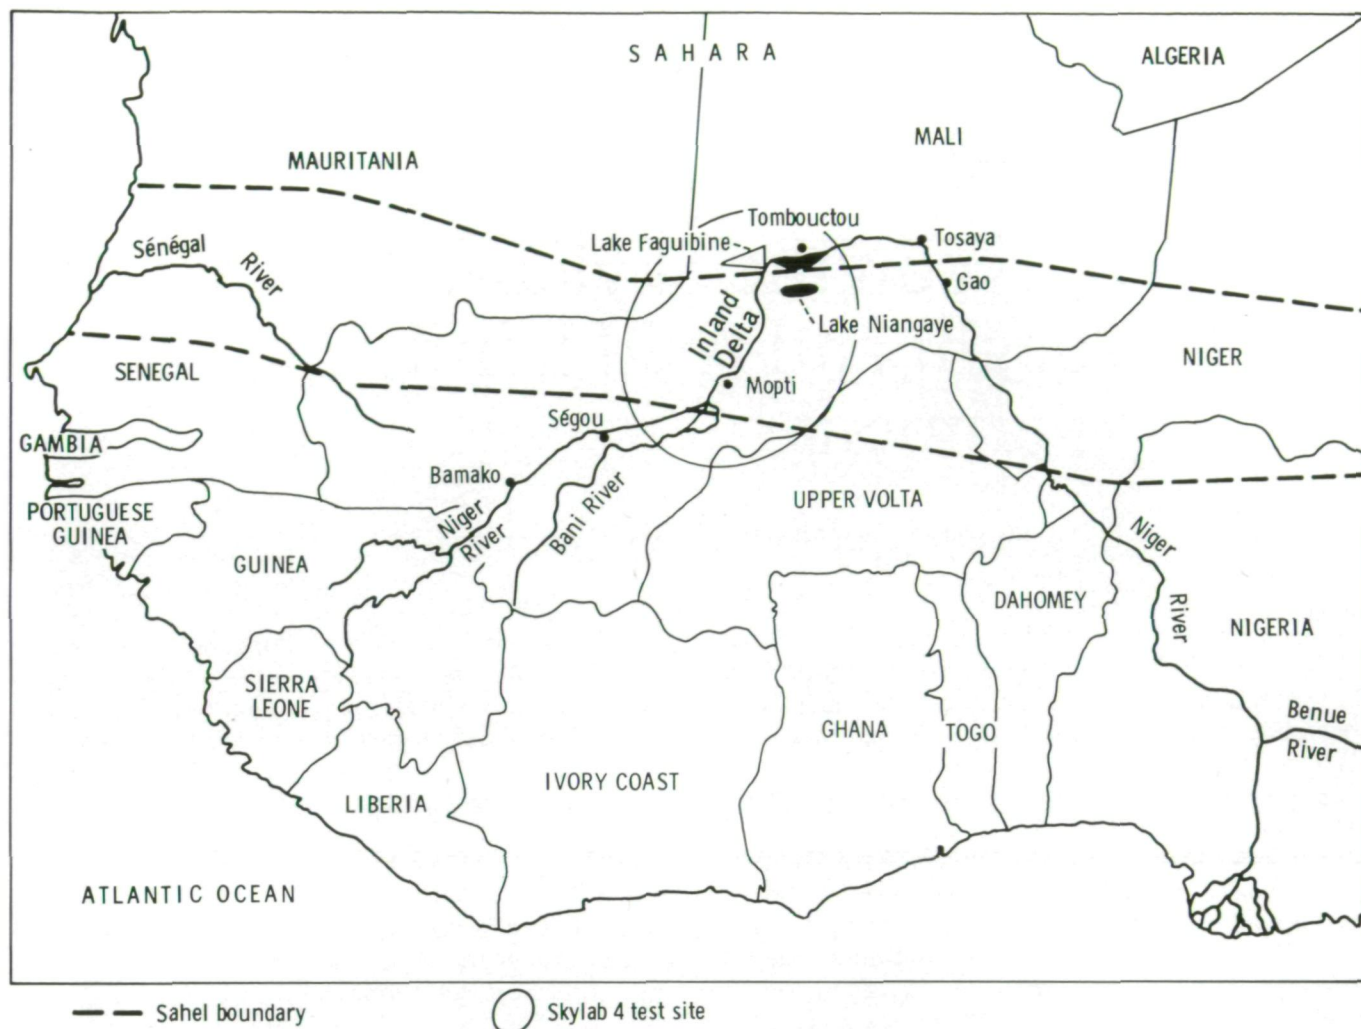 SAHARA
ALGERIA
MALI
MAURITANIA
Tombouctou
Lake Faguibine
Tosaya
Sénégal
River
Gao
Inland
Delta
Lake Niangaye
NIGER
SENEGAL
Mopti
Ségou
GAMBIA
Bamako
UPPER VOLTA
PORTUGUESE
GUINEA
Niger
River
Bani River
Niger
River
GUINEA
DAHOMEY
NIGERIA
SIERRA
LEONE
Benue
River
GHANA
TOGO
IVORY COAST
LIBERIA
ATLANTIC OCEAN
Sahel boundary
Skylab 4 test site